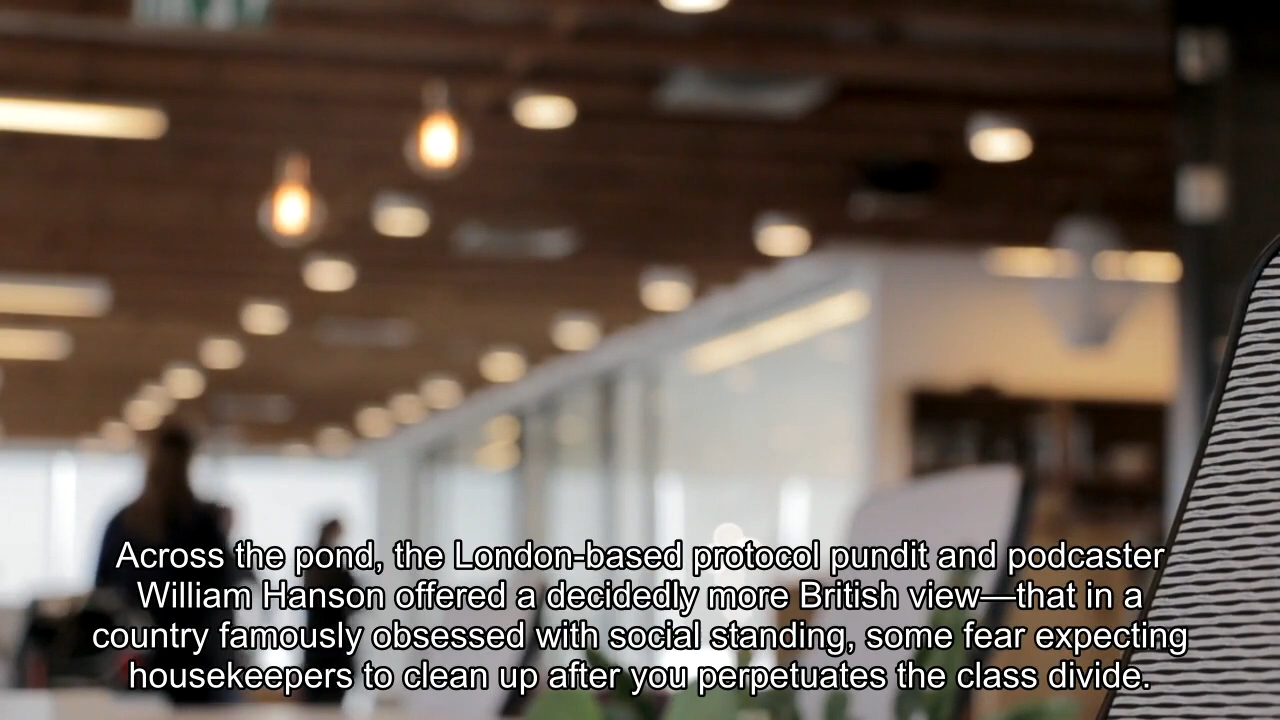 Across the pond, the London-based protocol pundit and podcaster
William Hanson offered a decidedly more British view—that in a
country famously obsessed with social standing, some fear expecting
housekeepers to clean up after you perpetuates the class divide.